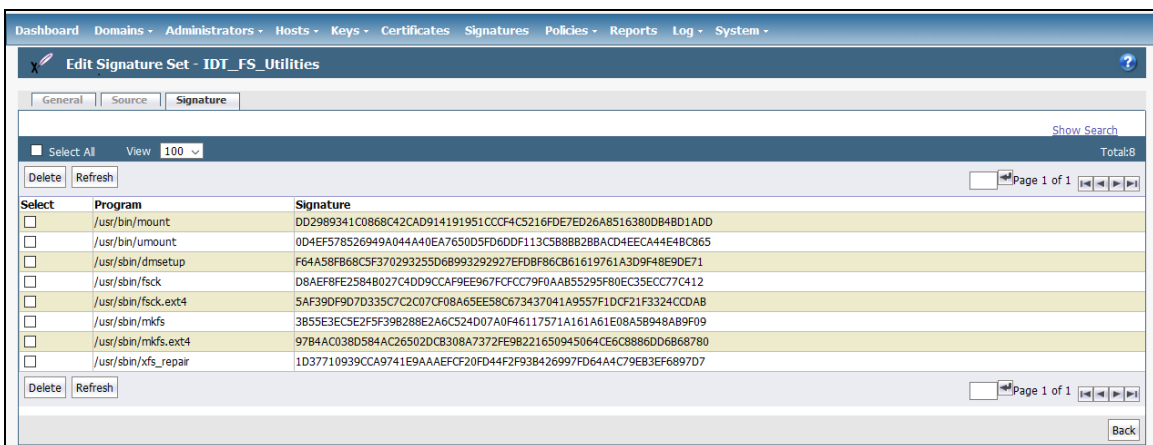 Dashboard Domains Administrators Hosts Keys Certificates Signatures Policies Reports Log System
Edit Signature Set - IDT_FS_Utilities ?
General Source Signature
Show Search
Select All View 100 Total:8
Delete Refresh Page 1 of 1
Select Program Signature
/usr/bin/mount DD2989341C0868C42CAD914191951CCCF4C5216FDE7ED26A8516380DB4BD1ADD
/usr/bin/umount 0D4EF578526949A044A40EA7650D5FD6DDF113C5B8BB2BBACD4EECA44E4BC865
/usr/sbin/dmsetup F64A58FB68C5F370293255D6B993292927EFDBF86CB61619761A3D9F48E9DE71
/usr/sbin/fsck D8AEF8FE2584B027C4DD9CCAF9EE967FCFCC79F0AAB55295F80EC35ECC77C412
/usr/sbin/fsck.ext4 5AF39DF9D7D335C7C2C07CF08A65EE58C673437041A9557F1DCF21F3324CCDAB
/usr/sbin/mkfs 3B55E3EC5E2F5F39B288E2A6C524D07A0F46117571A161A61E08A5B948AB9F09
/usr/sbin/mkfs.ext4 97B4AC038D584AC26502DCB308A7372FE9B221650945064CE6C8886DD6B68780
/usr/sbin/xfs_repair 1D37710939CCA9741E9AAAEFCF20FD44F2F93B426997FD64A4C79EB3EF6897D7
Delete Refresh Page 1 of 1
Back